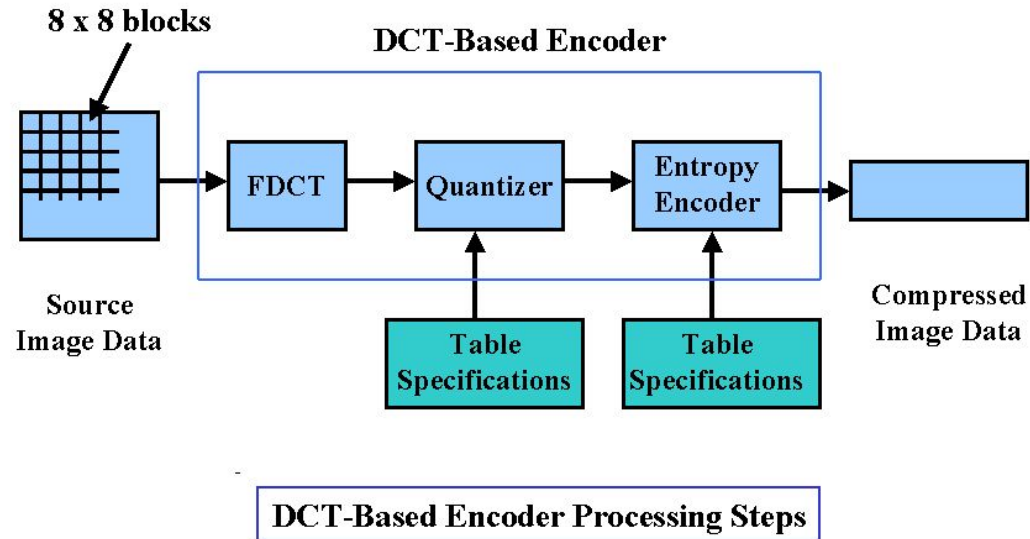 8 x 8 blocks
DCT-Based Encoder
FDCT
Quantizer
Entropy
Encoder
Source
Image Data
Table
Specifications
Table
Specifications
Compressed
Image Data
DCT-Based Encoder Processing Steps